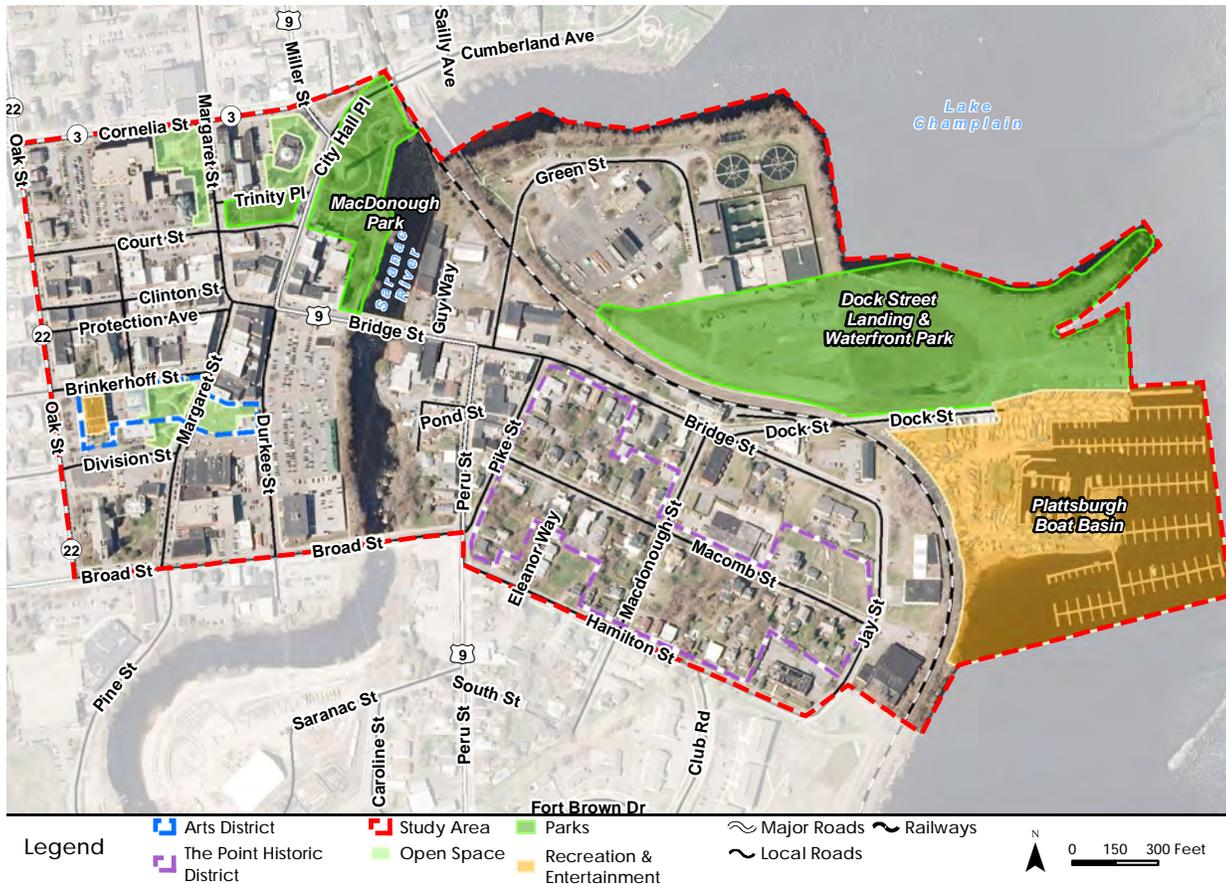 9
Miller St
Sailly Ave
Cumberland Ave
22
3
Cornelia St
3
Margaret St
City Hall Pl
Oak St
Lake
Champlain
Green St
Trinity Pl
MacDonough
Park
Court St
Saranac
River
Guy Way
Clinton St
Protection Ave
9
Bridge St
Dock Street
Landing &
Waterfront Park
22
Brinkerhoff St
Margaret St
Oak St
Durkee St
Division St
Pond St
Pike St
Peru St
Bridge St
Dock St
Dock St
Plattsburgh
Boat Basin
22
Broad St
Broad St
Eleanor Way
Macdonough St
Macomb St
Jay St
Hamilton St
9
Pine St
Saranac St
South St
Caroline St
Peru St
Club Rd
Fort Brown Dr
Legend
Arts District
The Point Historic
District
Study Area
Open Space
Parks
Recreation &
Entertainment
Major Roads
Railways
Local Roads
N
0 150 300 Feet